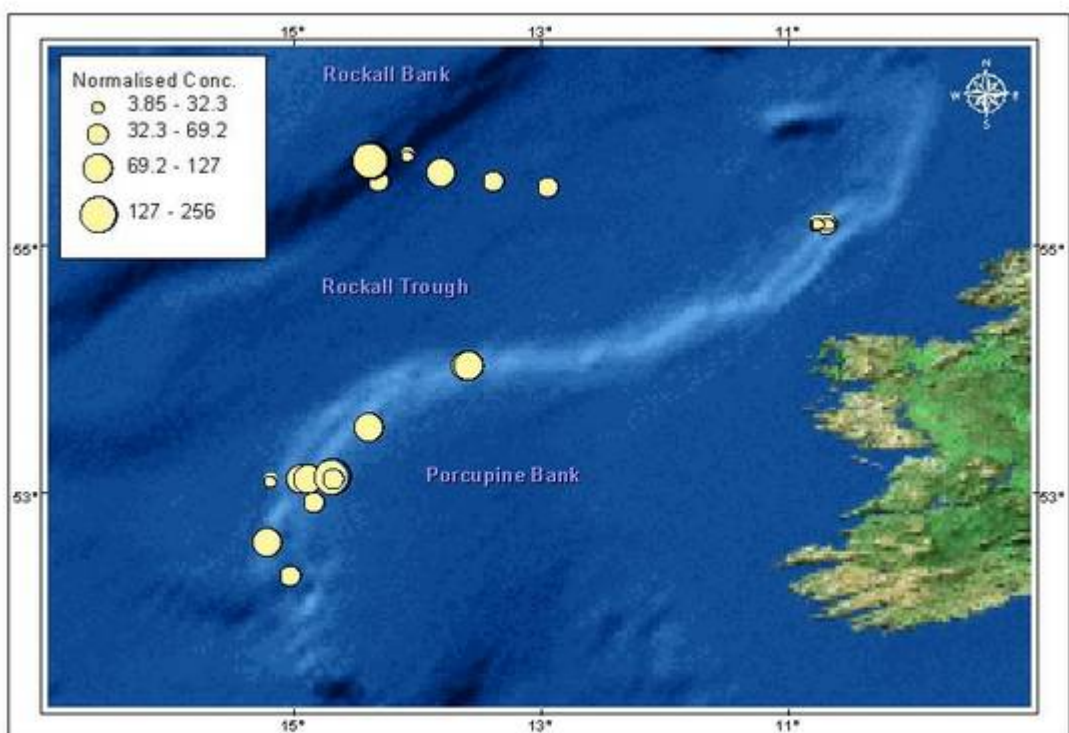 15° 13° 11°
Normalised Conc.
3.85 - 32.3
32.3 - 69.2
69.2 - 127
127 - 256
Rockall Bank
N
W E
S
55° 55°
Rockall Trough
Porcupine Bank
53° 53°
15° 13° 11°